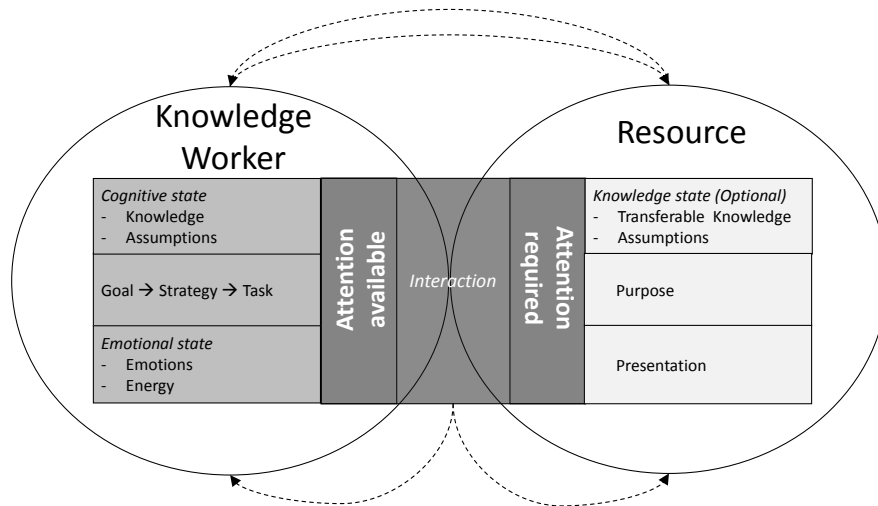 Knowledge
Worker
Resource
Cognitive state
- Knowledge
- Assumptions
Goal → Strategy → Task
Emotional state
- Emotions
- Energy
Attention
available
Interaction
Attention
required
Knowledge state (Optional)
- Transferable Knowledge
- Assumptions
Purpose
Presentation